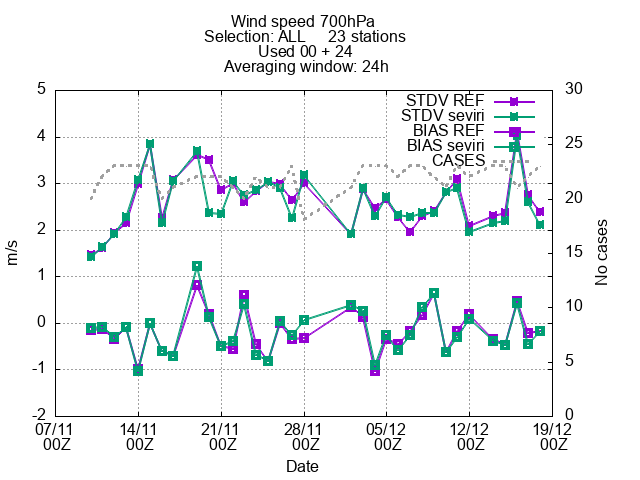 Wind speed 700hPa
Selection: ALL 23 stations
Used 00 + 24
Averaging window: 24h
5 30
STDV REF
STDV seviri
BIAS REF
BIAS seviri
CASES
4 25
3 20
2
1 15
0 10
-1 5
-2 0
m/s
No cases
07/11 14/11 21/11 28/11 05/12 12/12 19/12
00Z 00Z 00Z 00Z 00Z 00Z 00Z
Date